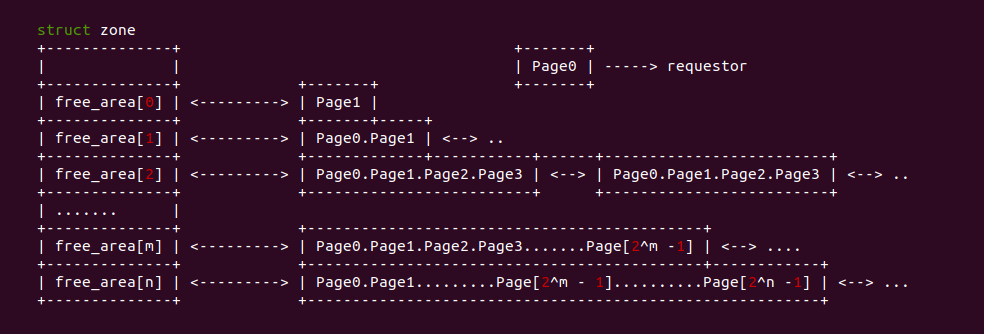 struct zone
+--------------+                                     +-------+
|              |                                     | Page0 | -----> requestor
+--------------+             +-------+               +-------+
| free_area[0] | <---------> | Page1 |
+--------------+             +-------+-----+
| free_area[1] | <---------> | Page0.Page1 | <--> ..
+--------------+             +-------------+-----------+------+-------------------------+
| free_area[2] | <---------> | Page0.Page1.Page2.Page3 | <--> | Page0.Page1.Page2.Page3 | <--> ..
+--------------+             +-------------------------+      +-------------------------+
| .......      |
+--------------+             +--------------------------------------------+
| free_area[m] | <---------> | Page0.Page1.Page2.Page3.......Page[2^m -1] | <--> ....
+--------------+             +--------------------------------------------+------------+
| free_area[n] | <---------> | Page0.Page1.........Page[2^m - 1]..........Page[2^n -1] | <--> ...
+--------------+             +---------------------------------------------------------+